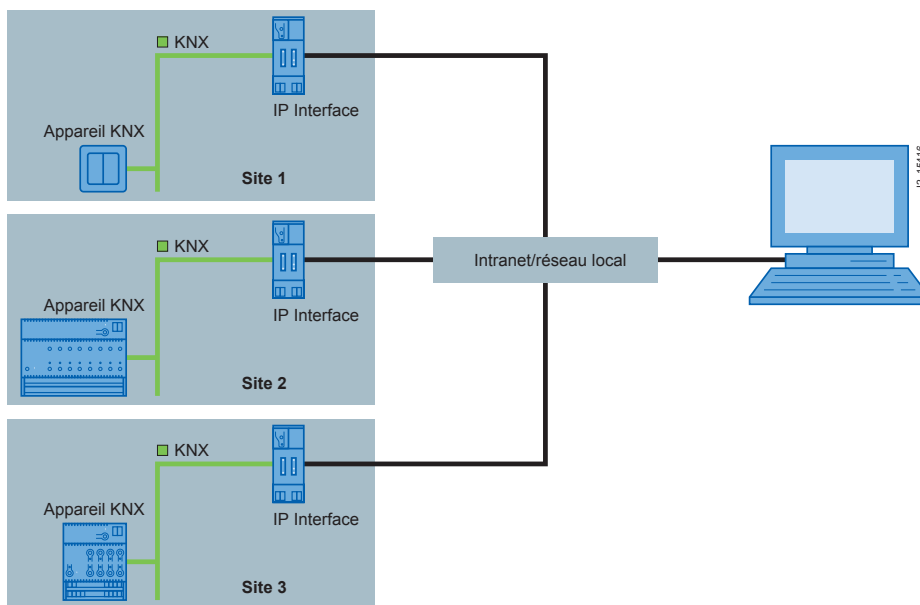 KNX
IP Interface
Appareil KNX
Site 1
KNX
IP Interface
Appareil KNX
Site 2
KNX
IP Interface
Appareil KNX
Site 3
Intranet/réseau local